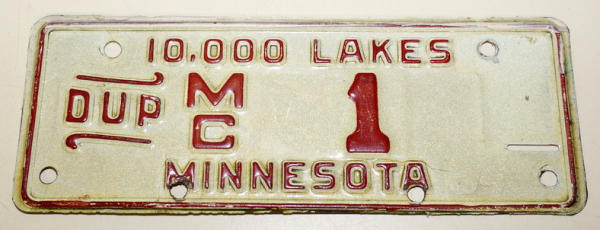 10,000 LAKES
DUP MC 1
MINNESOTA